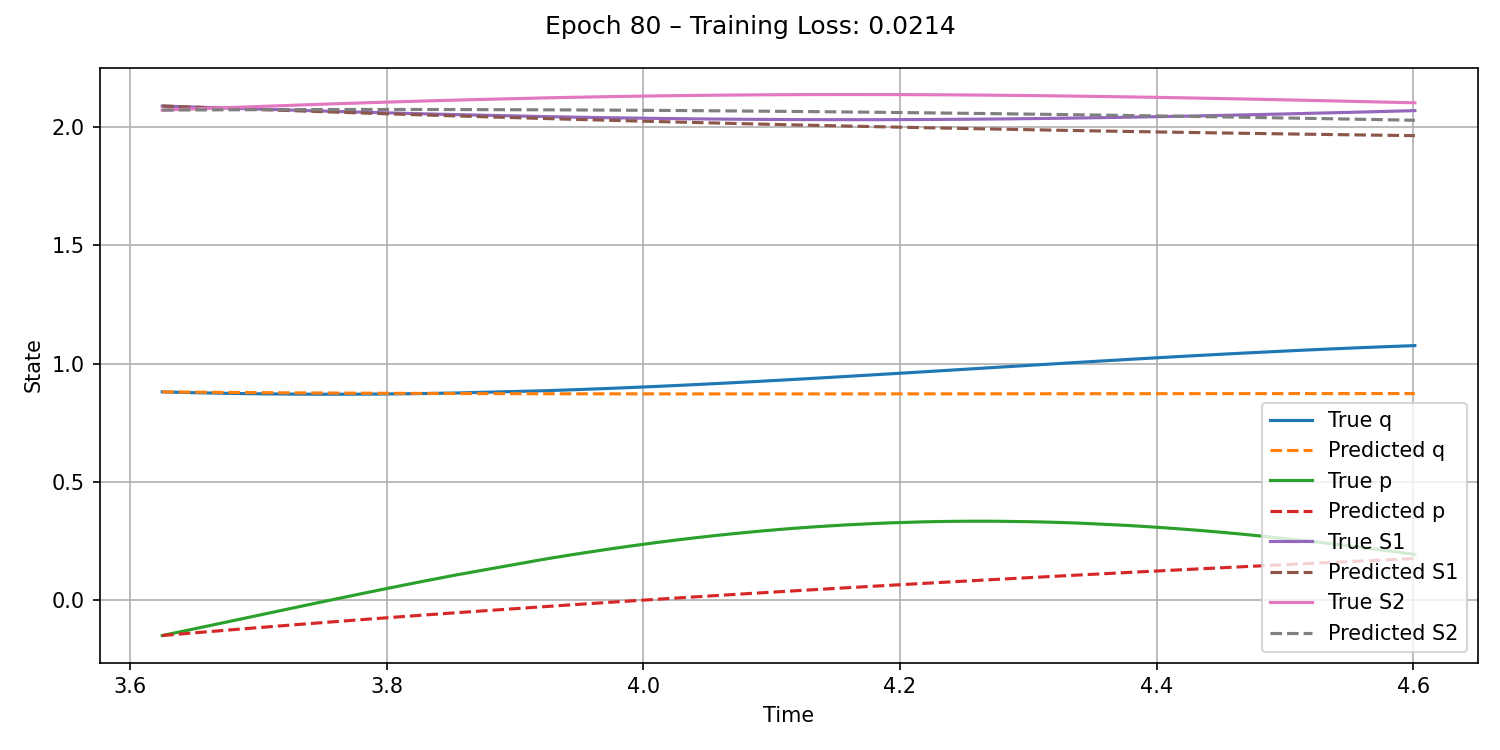 Epoch 80 – Training Loss: 0.0214
2.0
1.5
1.0
0.5
0.0
State
3.6 3.8 4.0 4.2 4.4 4.6
Time
True q
Predicted q
True p
Predicted p
True S1
Predicted S1
True S2
Predicted S2